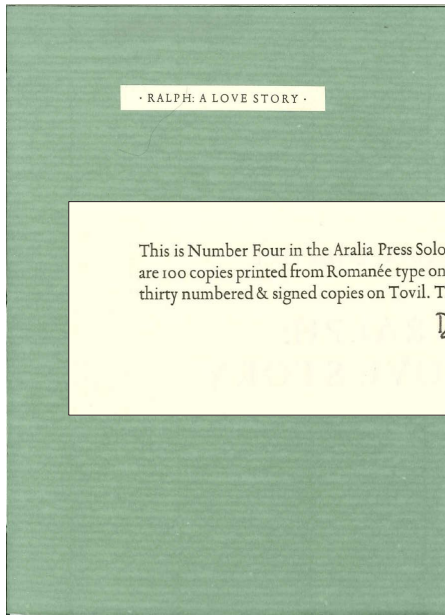 · RALPH: A LOVE STORY ·
This is Number Four in the Aralia Press Solo
are 100 copies printed from Romanée type on
thirty numbered & signed copies on Tovil. T